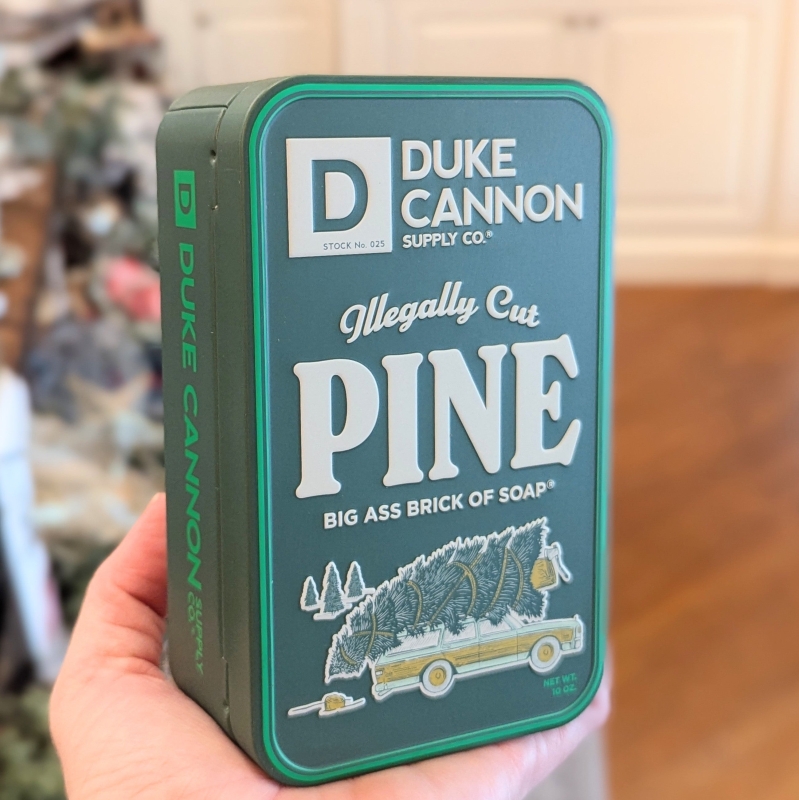 D
DUKE
CANNON
SUPPLY CO.®
STOCK No. 025
Illegally Cut
PINE
BIG ASS BRICK OF SOAP®
NET WT.
10 OZ.
D DUKE CANNON SUPPLY
CO.